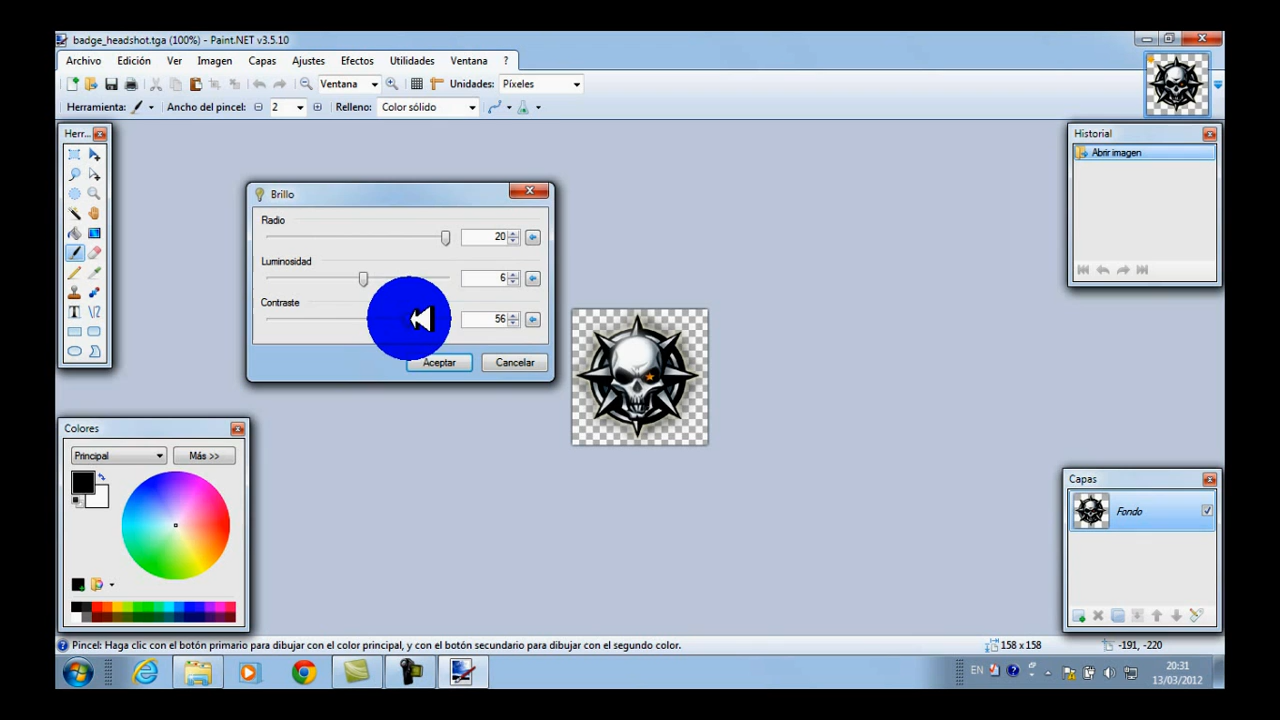 badge_headshot.tga (100%) - Paint.NET v3.5.10
Archivo Edición Ver Imagen Capas Ajustes Efectos Utilidades Ventana ?
Ventana Unidades: Píxeles
Herramienta: Ancho del pincel: 2 Relleno: Color sólido
Herr...
Historial
Abrir imagen
Brillo
Radio
20
Luminosidad
6
Contraste
56
Aceptar Cancelar
Colores
Principal Más >>
Capas
Fondo
Pincel: Haga clic con el botón primario para dibujar con el color principal, y con el botón secundario para dibujar con el segundo color.
158 x 158 -191, -220
EN 20:31
13/03/2012